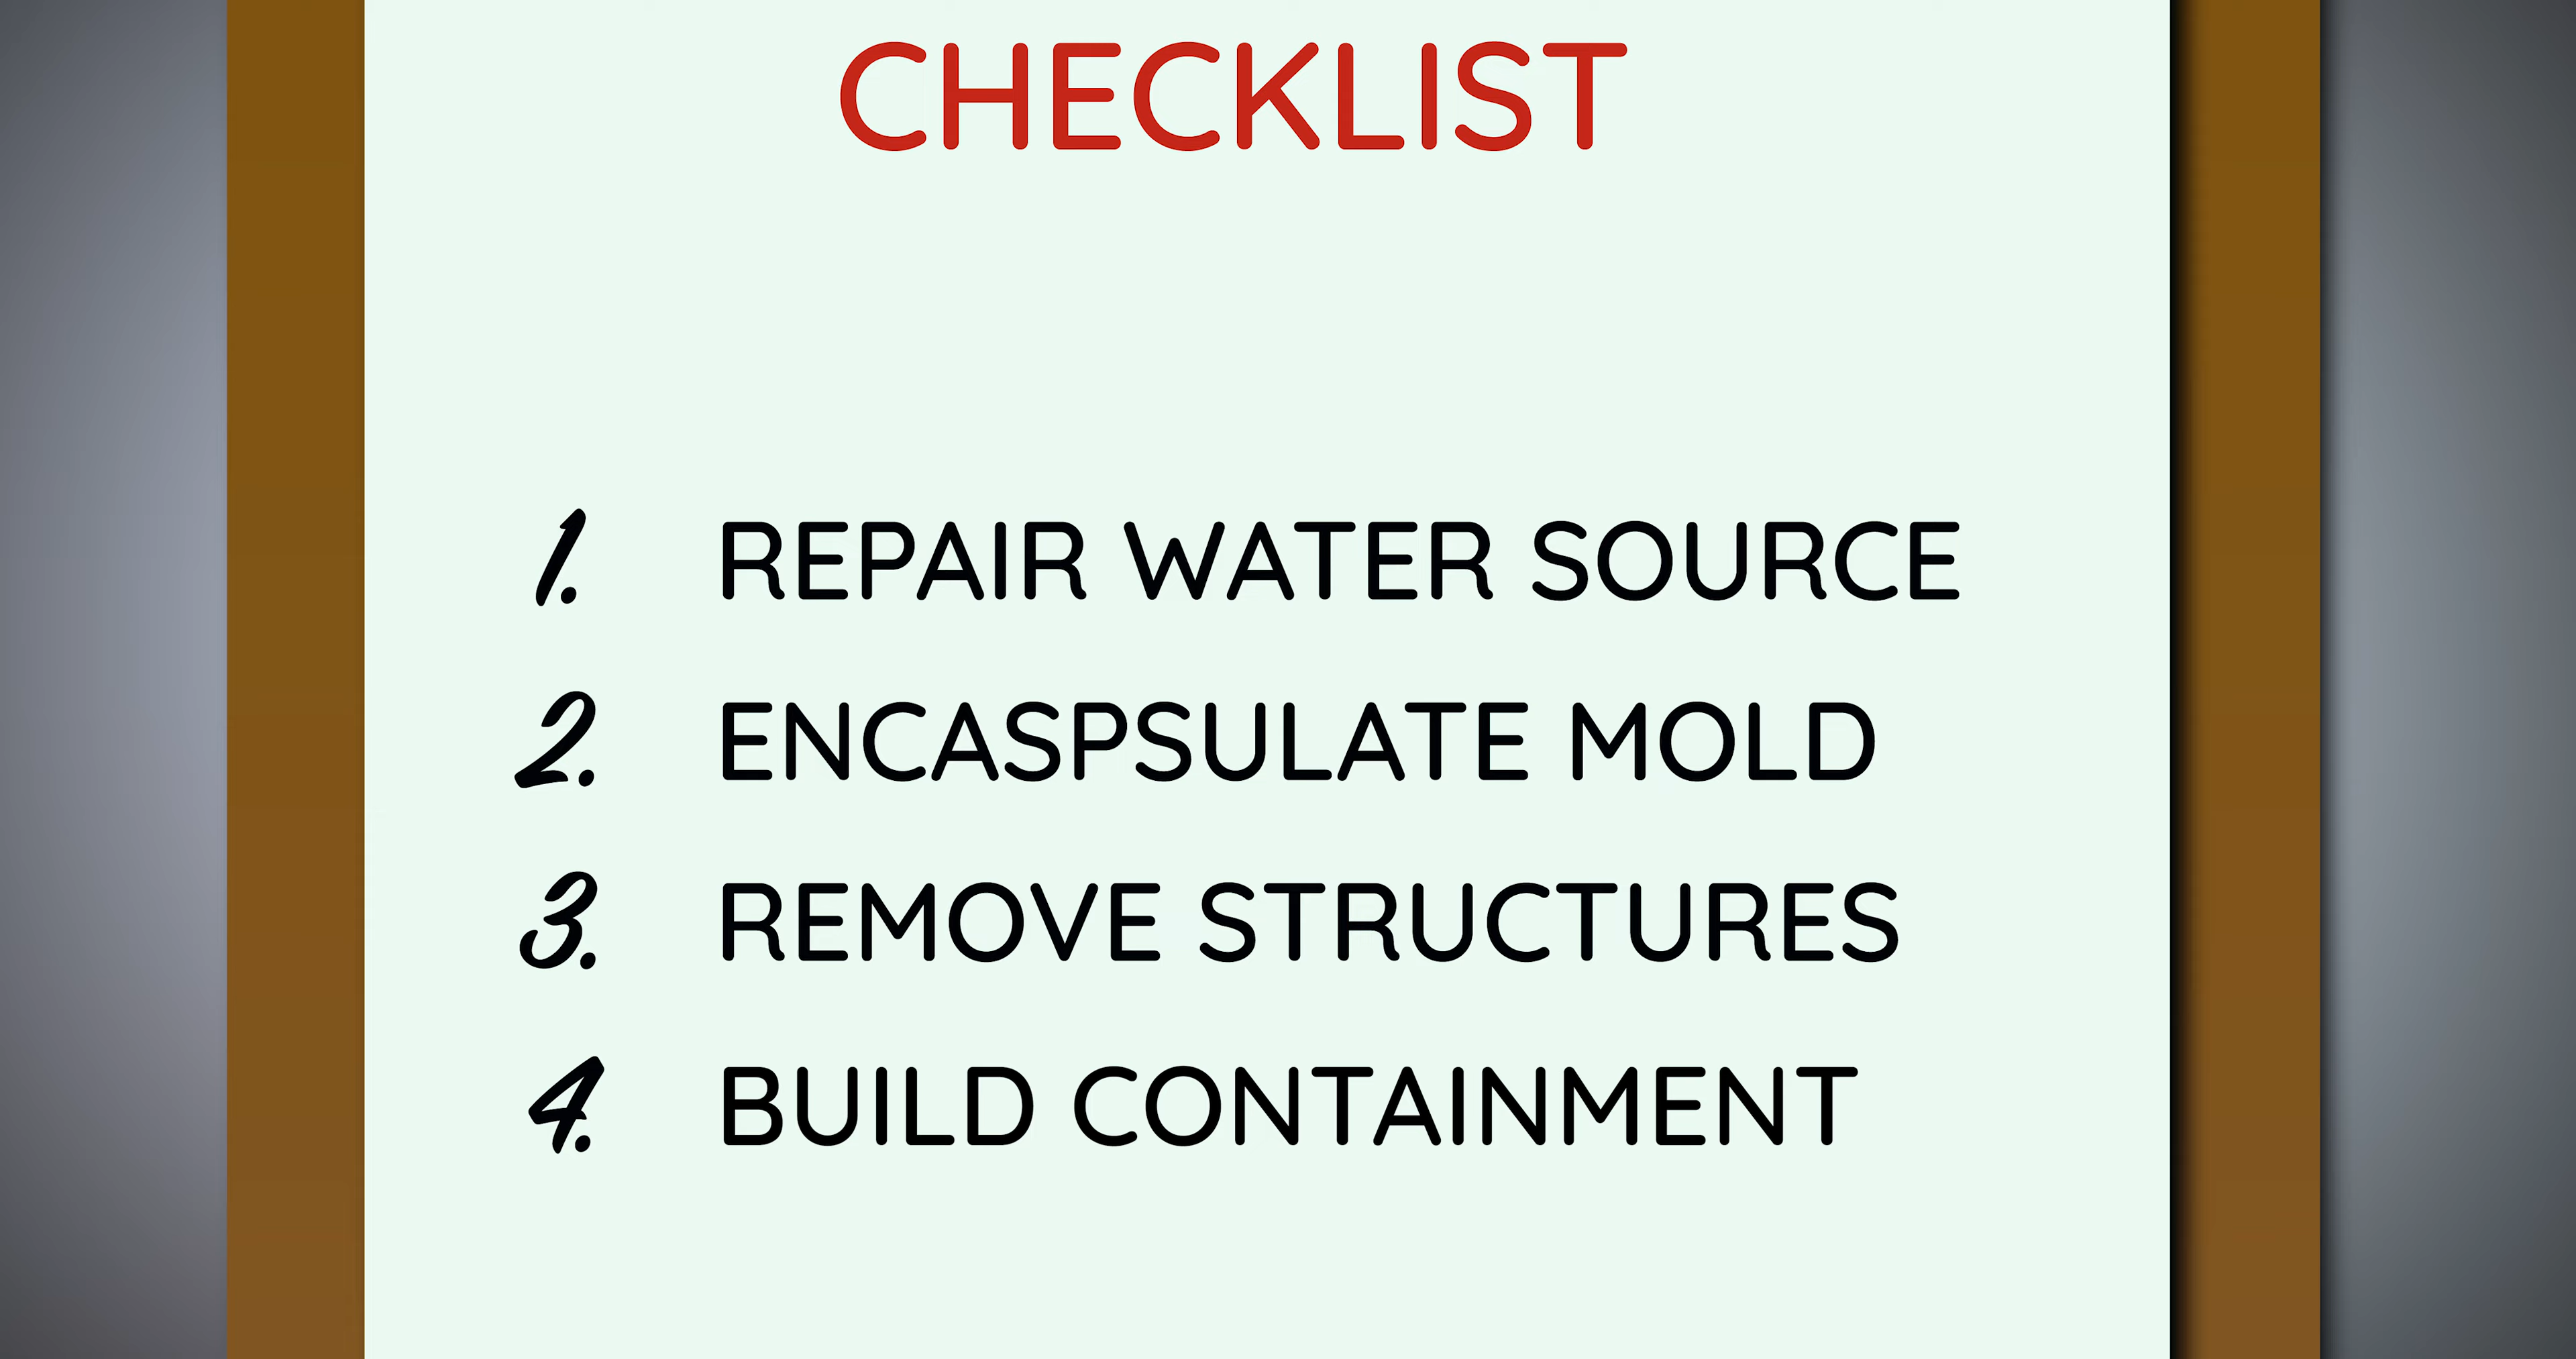 CHECKLIST
1. REPAIR WATER SOURCE
2. ENCASPSULATE MOLD
3. REMOVE STRUCTURES
4. BUILD CONTAINMENT